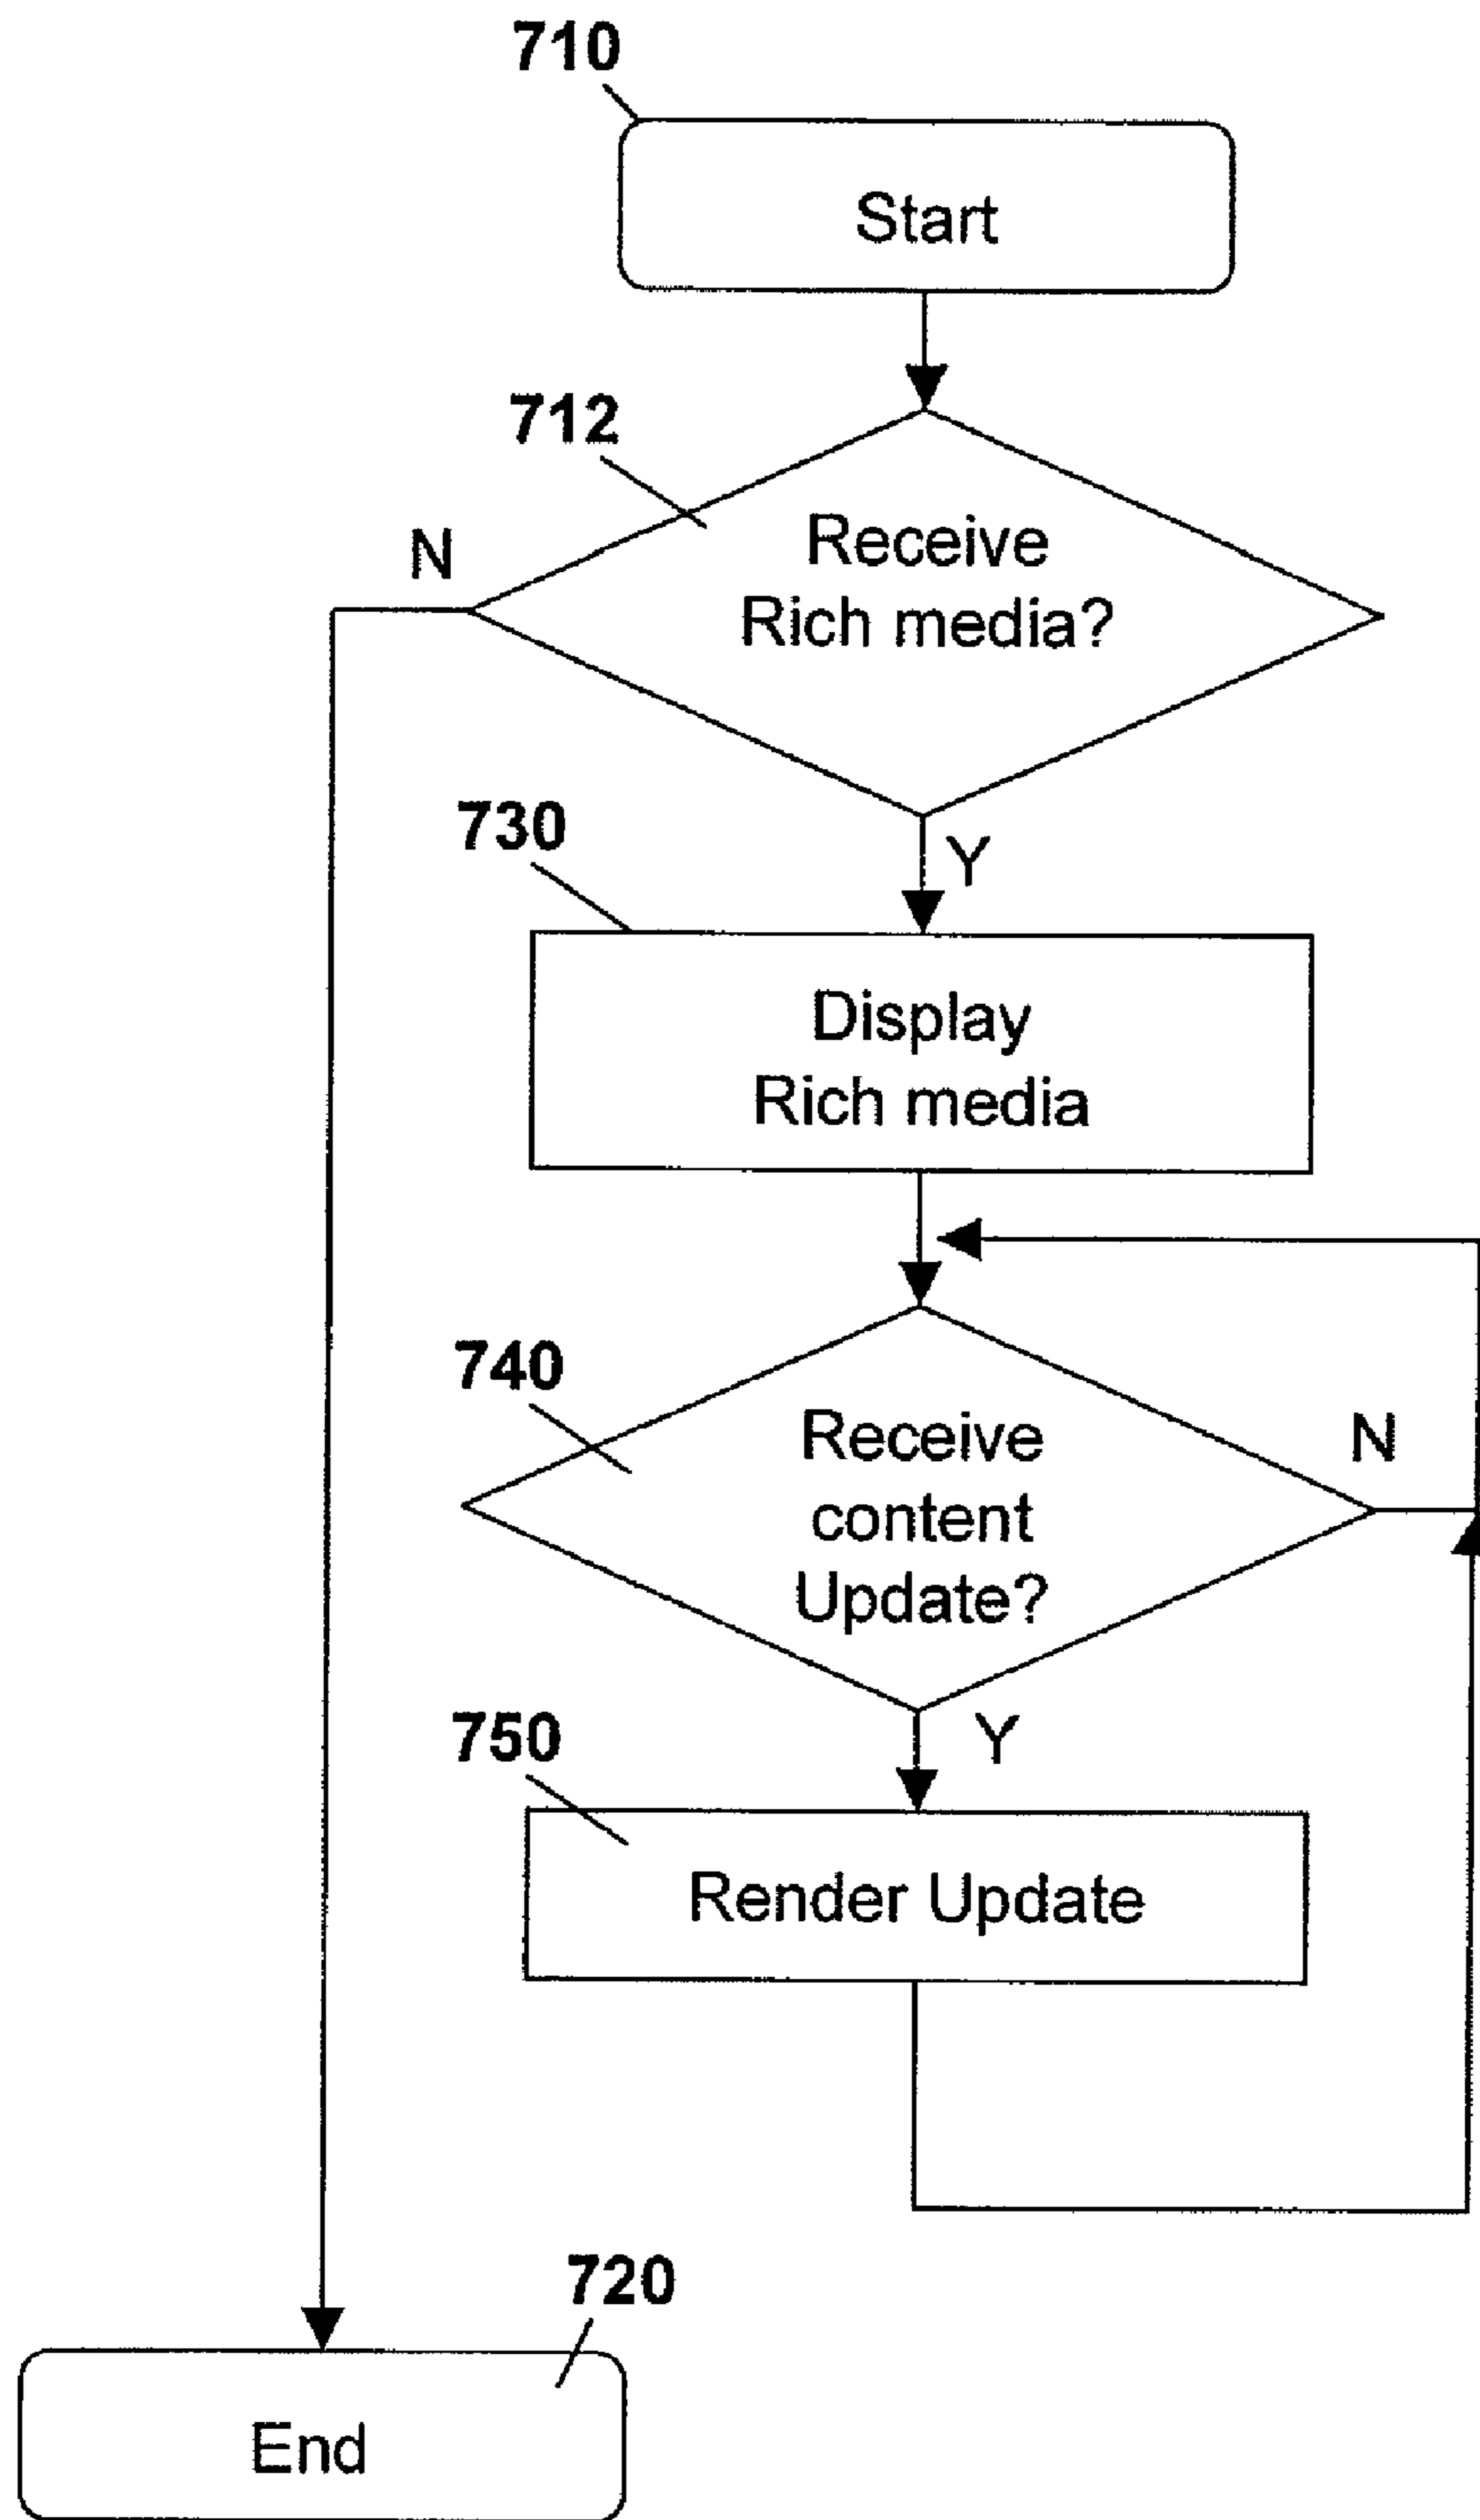 710
Start
712
N
Receive
Rich media?
Y
730
Display
Rich media
740
Receive
content
Update?
N
Y
750
Render Update
720
End